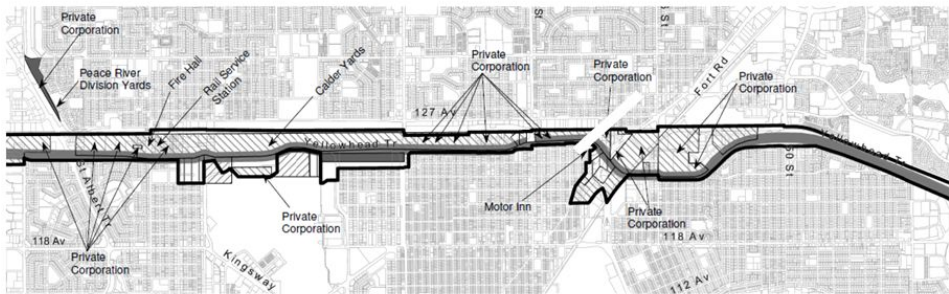 Private
Corporation
Peace River
Division Yards
Fire Hall
Rail Service
Station
Calder Yards
Private
Corporation
127 Av
Private
Corporation
Fort Rd
Private
Corporation
St
Yellowhead Tr
Yellowhead Tr
50 St
St Albert Tr
118 Av
Private
Corporation
Kingsway
Private
Corporation
Motor Inn
St
Private
Corporation
118 Av
112 Av